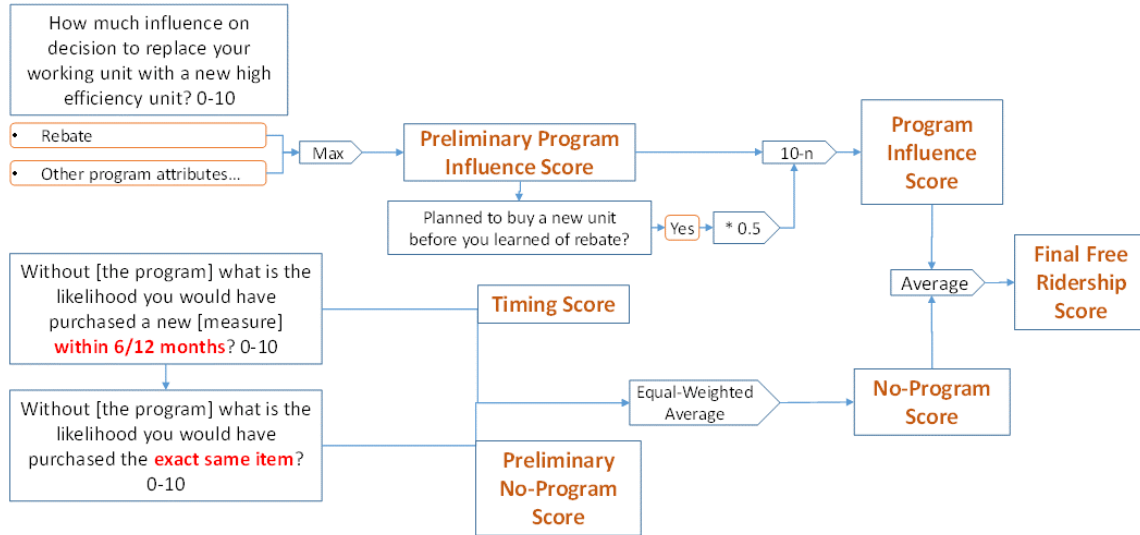 How much influence on
decision to replace your
working unit with a new high
efficiency unit? 0-10
• Rebate
• Other program attributes...
Max
Preliminary Program
Influence Score
10-n
Program
Influence
Score
Planned to buy a new unit
before you learned of rebate?
Yes
* 0.5
Without [the program] what is the
likelihood you would have
purchased a new [measure]
within 6/12 months? 0-10
Timing Score
Average
Final Free
Ridership
Score
Without [the program] what is the
likelihood you would have
purchased the exact same item?
0-10
Equal-Weighted
Average
No-Program
Score
Preliminary
No-Program
Score